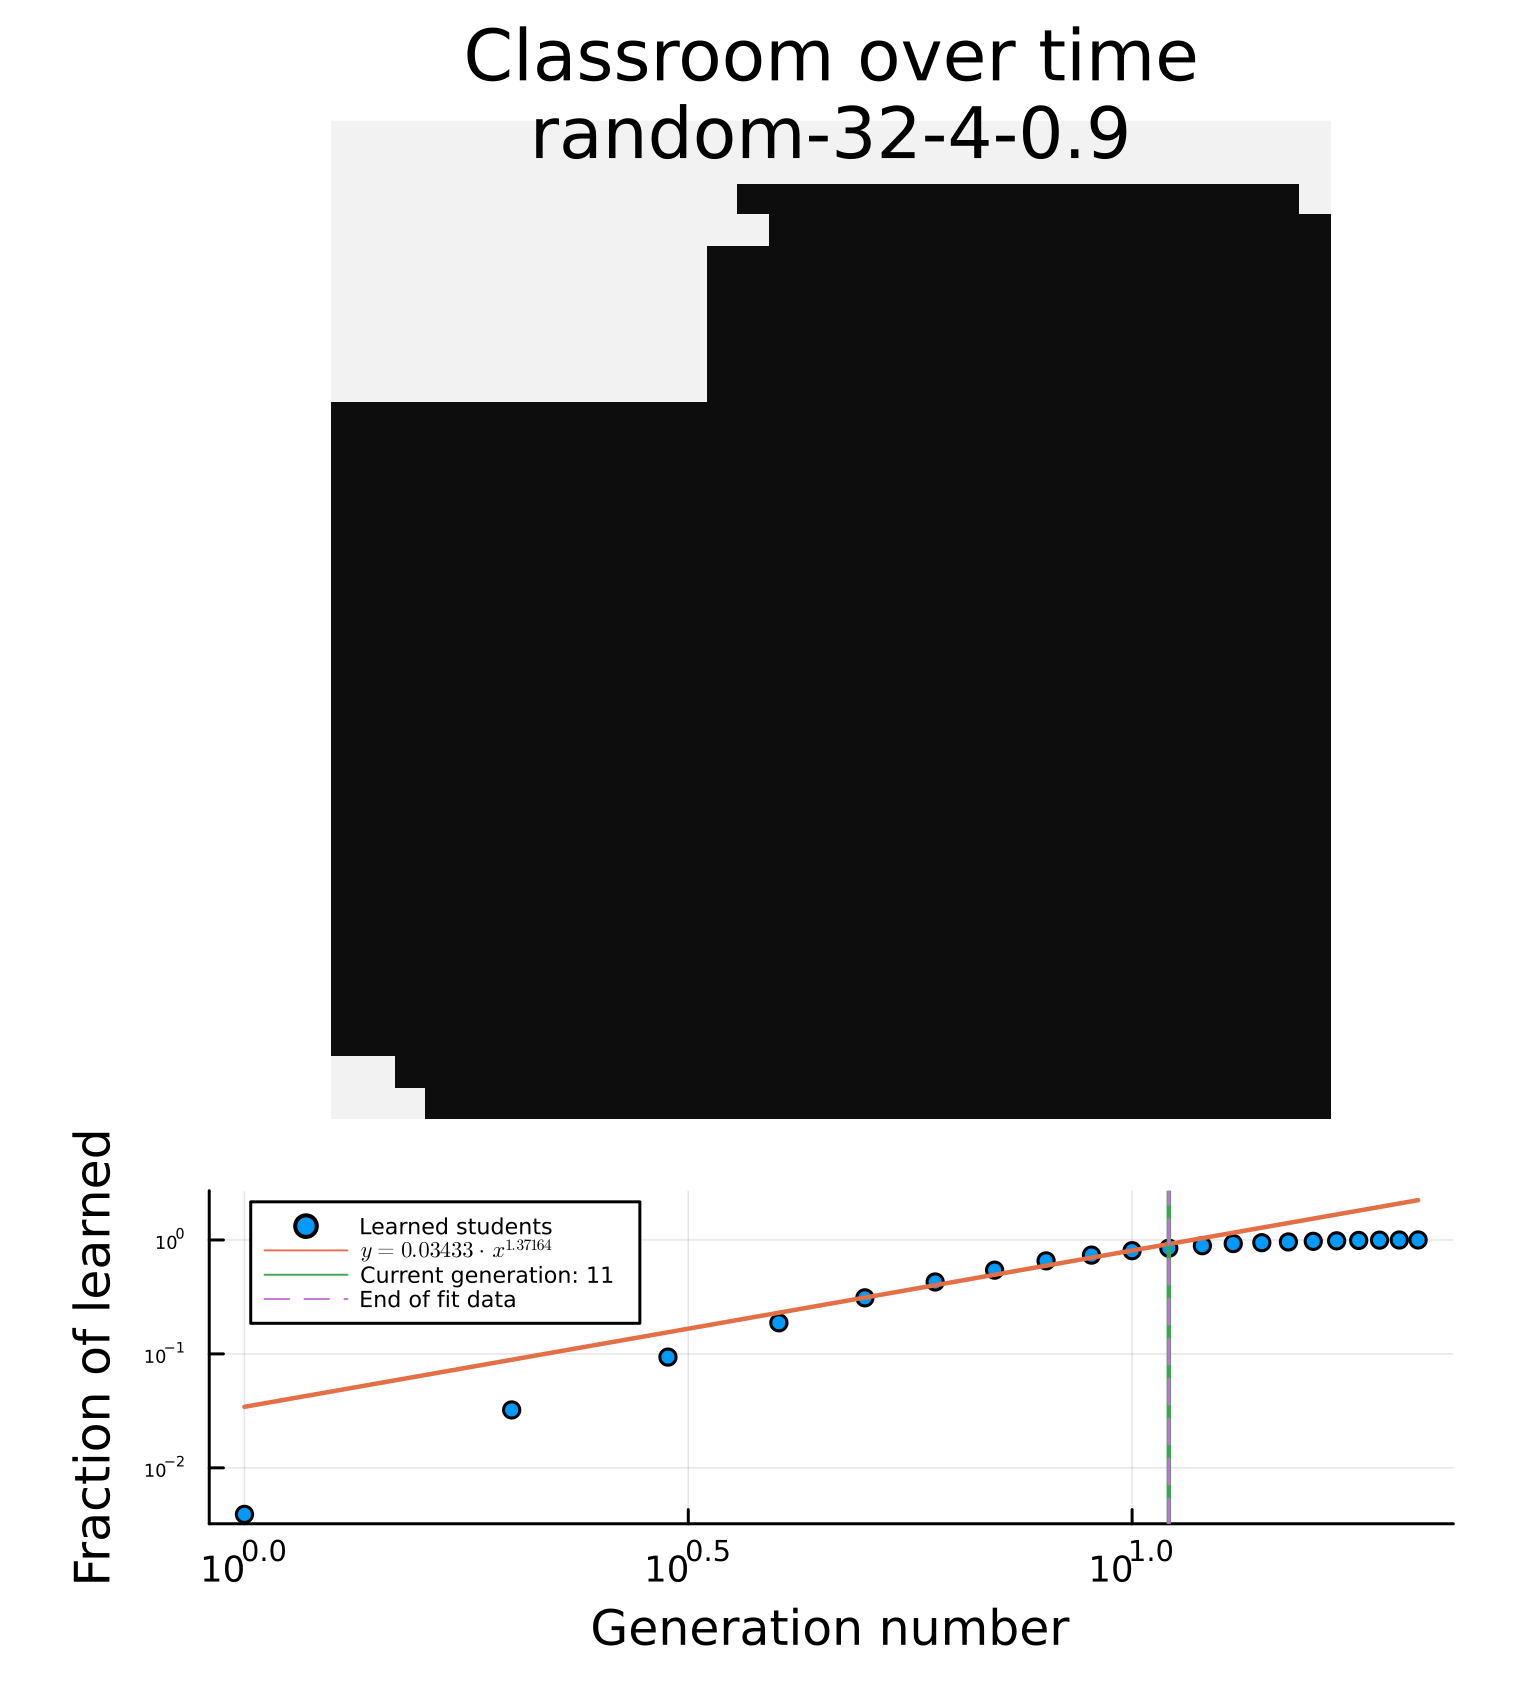 Classroom over time
random-32-4-0.9
Fraction of learned
10⁰
10⁻¹
10⁻²
Learned students
y = 0.03433 · x^1.37164
Current generation: 11
End of fit data
10^0.0
10^0.5
10^1.0
Generation number